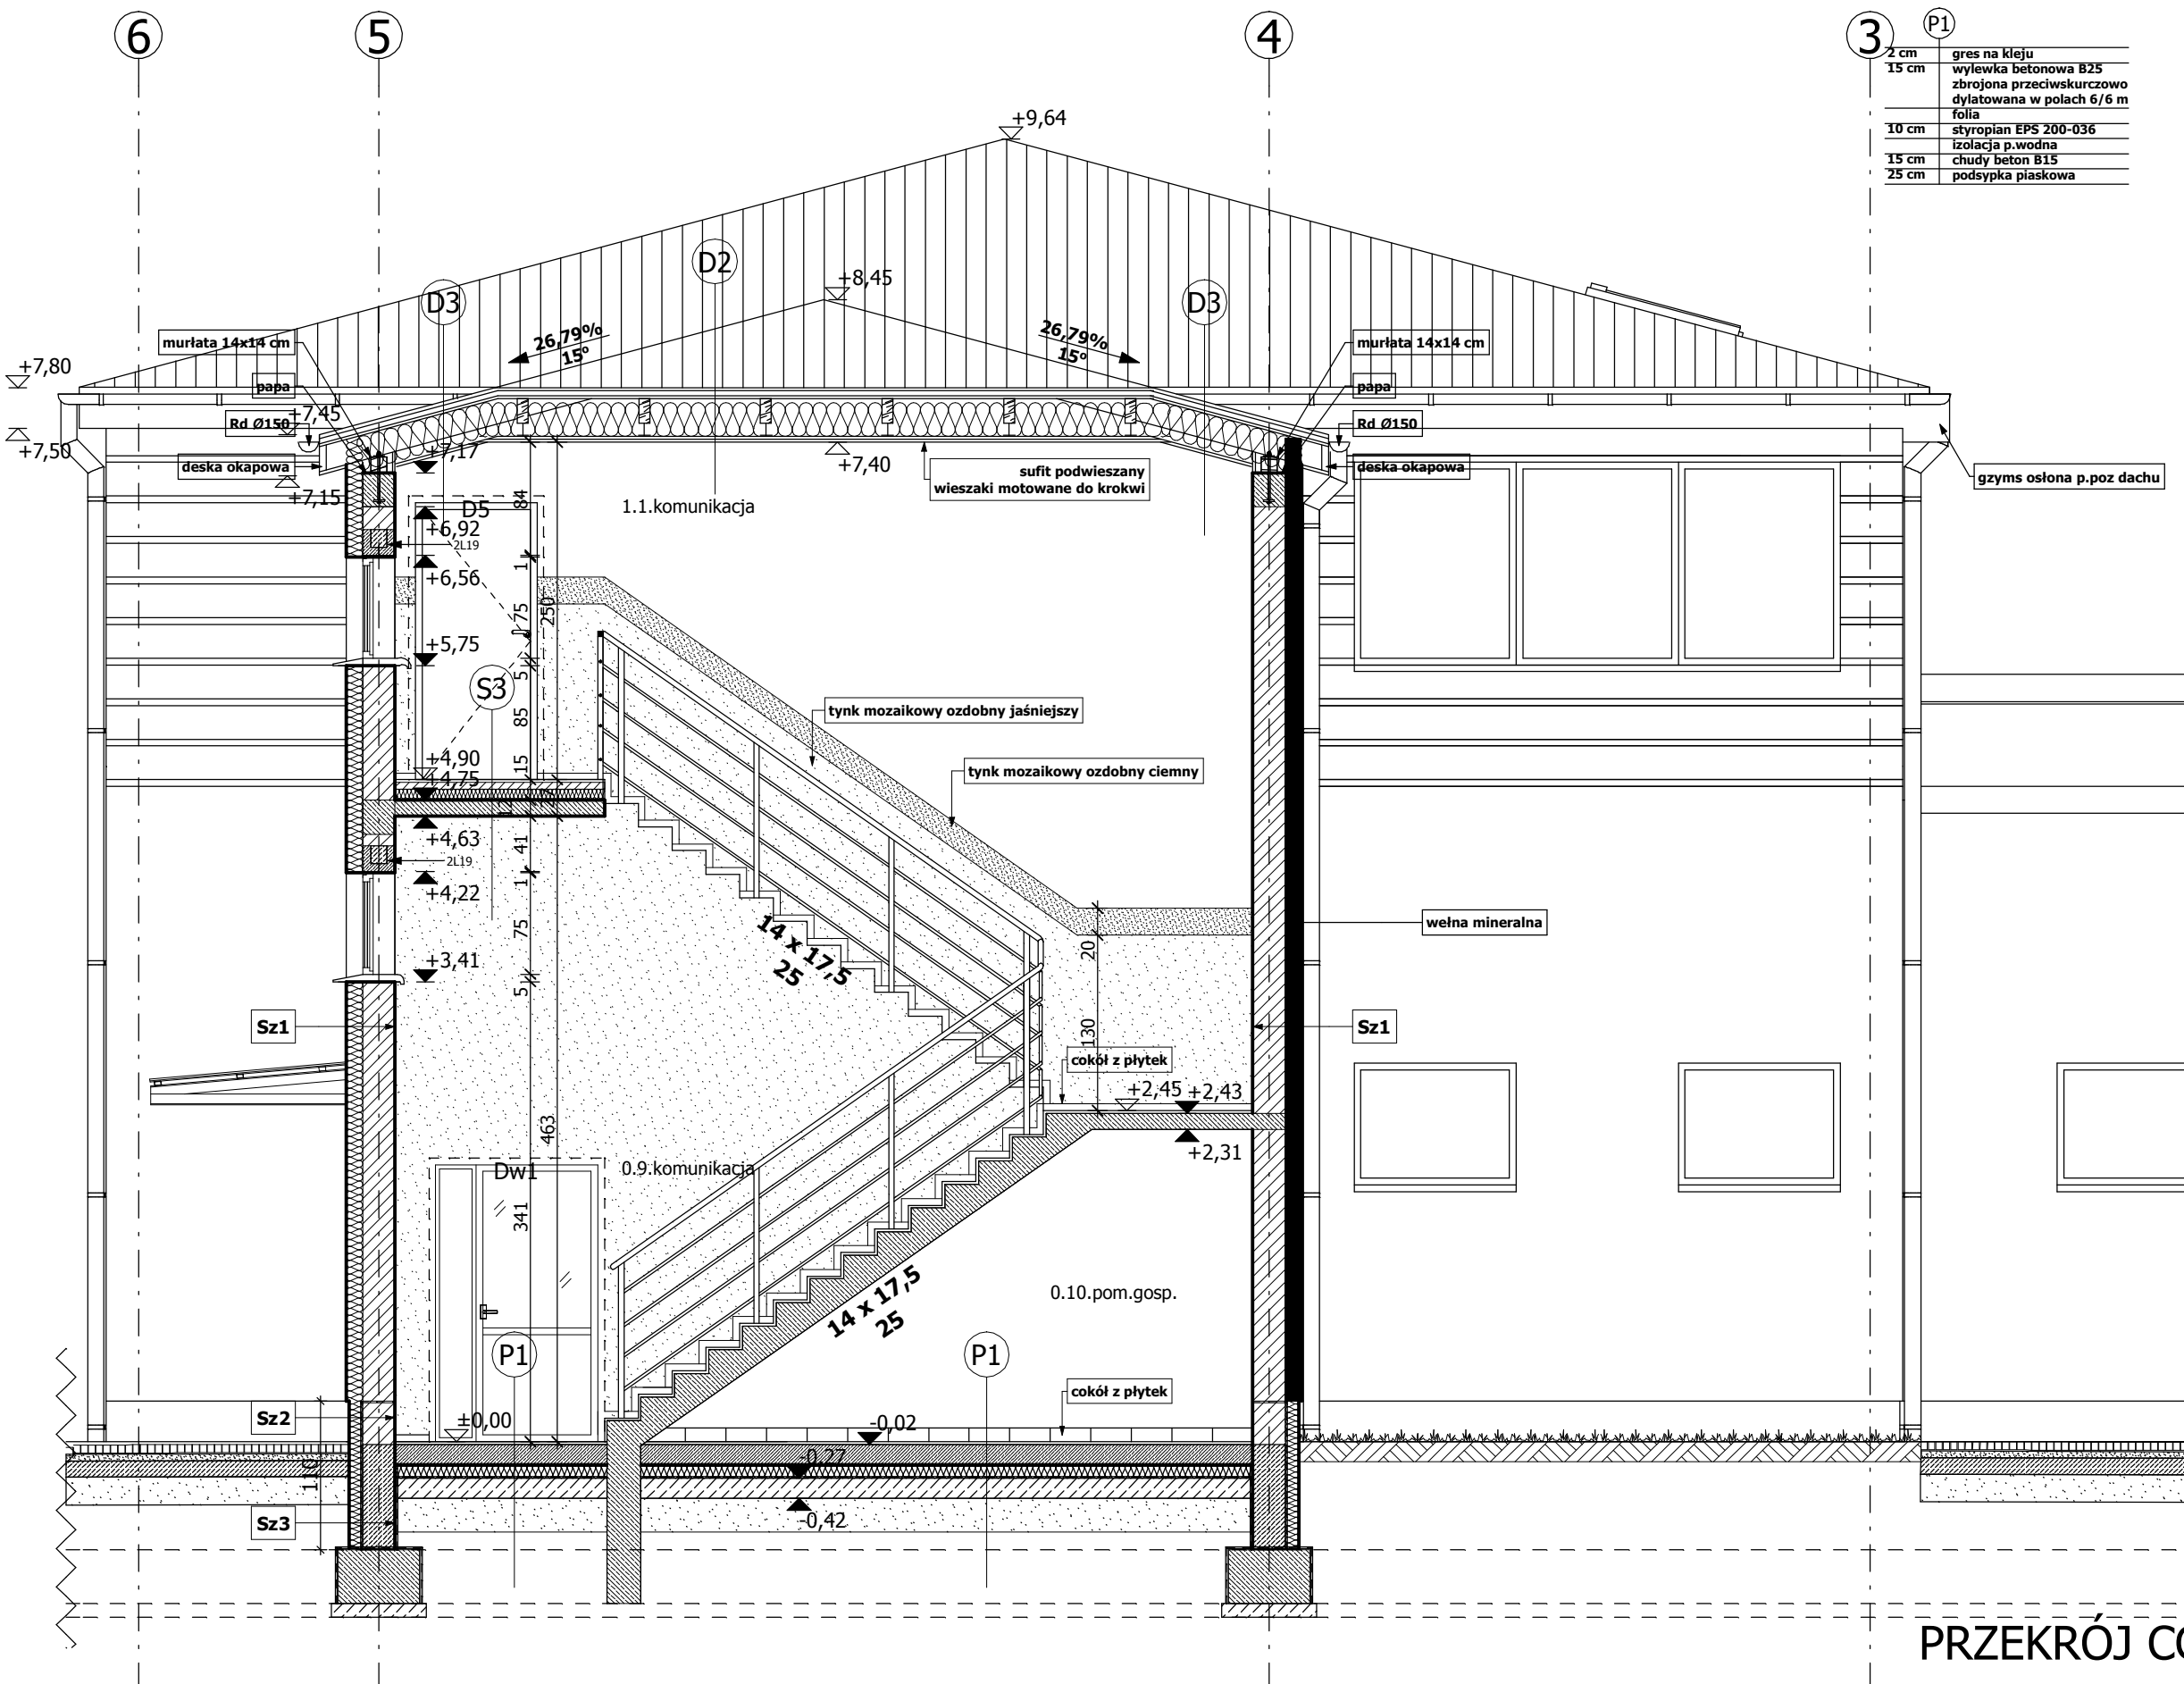 6
5
4
3
P1
2 cm gres na kleju
15 cm wylewka betonowa B25
zbrojona przeciwskurczowo
dylatowana w polach 6/6 m
folia
10 cm styropian EPS 200-036
izolacja p.wodna
15 cm chudy beton B15
25 cm podsypka piaskowa
+9,64
D2
+8,45
D3
D3
26,79%
15°
26,79%
15°
murłata 14x14 cm
murłata 14x14 cm
+7,80
papa
papa
+7,45
Rd Ø150
Rd Ø150
+7,50
+7,17
+7,40
deska okapowa
deska okapowa
sufit podwieszany
wieszaki motowane do krokwi
gzyms osłona p.poz dachu
+7,15
84
D5
1.1.komunikacja
+6,92
2L19
1
+6,56
75
250
+5,75
5
S3
85
tynk mozaikowy ozdobny jaśniejszy
15
+4,90
+4,75
tynk mozaikowy ozdobny ciemny
+4,63
41
2L19
1
+4,22
75
14 x 17,5
25
wełna mineralna
20
+3,41
5
Sz1
130
Sz1
cokół z płytek
+2,45
+2,43
463
+2,31
Dw1
0.9.komunikacja
341
0.10.pom.gosp.
14 x 17,5
25
P1
P1
cokół z płytek
Sz2
±0,00
-0,02
-0,27
110
-0,42
Sz3
PRZEKRÓJ